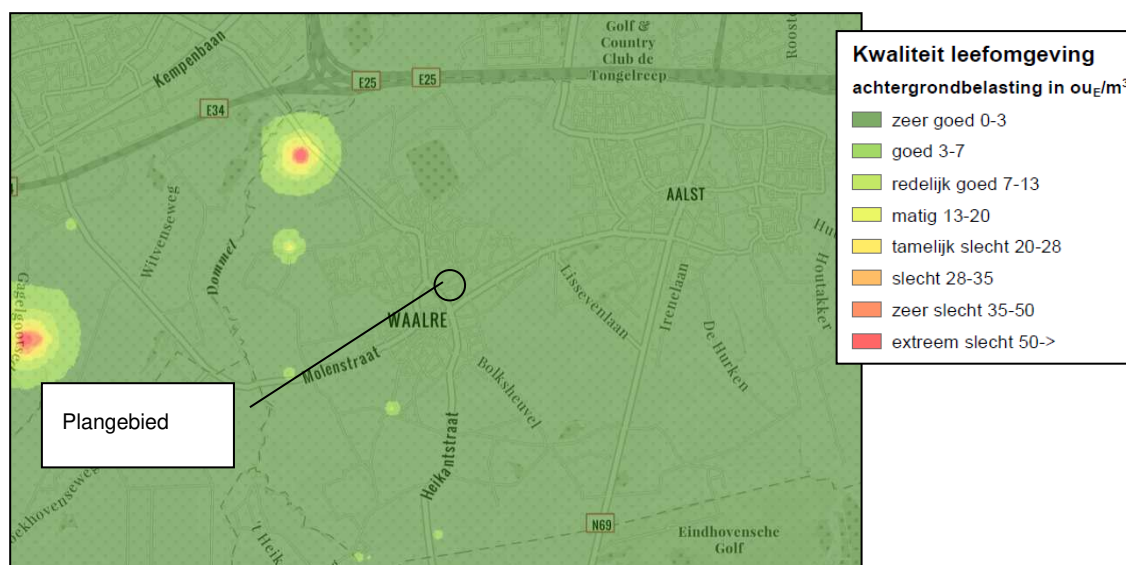 Golf &
Country
Club de
Tongelreep
Kempenbaan
E25
E25
E34
AALST
Witvenseweg
Dommel
Lissevenlaan
Irenelaan
Houtakker
De Hurken
WAALRE
Molenstraat
Bolksheuvel
Heikantstraat
't Heik
N69
Eindhovensche
Golf
Plangebied
Kwaliteit leefomgeving
achtergrondbelasting in ouE/m³
zeer goed 0-3
goed 3-7
redelijk goed 7-13
matig 13-20
tamelijk slecht 20-28
slecht 28-35
zeer slecht 35-50
extreem slecht 50->